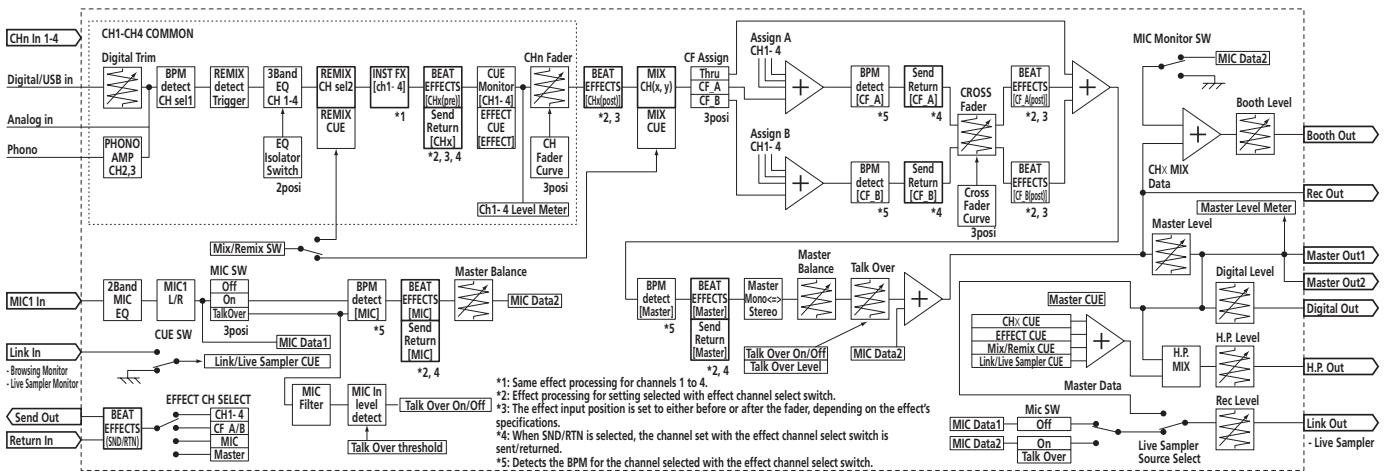 CH1-CH4 COMMON
CHn In 1-4
Digital/USB in
Analog in
Phono
Digital Trim
PHONO
AMP
CH2,3
BPM
detect
CH sel1
REMIX
detect
Trigger
3Band
EQ
CH 1-4
EQ
Isolator
Switch
2posi
REMIX
CH sel2
REMIX
CUE
INST FX
[ch1- 4]
*1
BEAT
EFFECTS
[CHx(pre)]
Send
Return
[CHx]
*2, 3, 4
CUE
Monitor
[CH1- 4]
EFFECT
CUE
[EFFECT]
CHn Fader
CH
Fader
Curve
3posi
Ch1- 4 Level Meter
BEAT
EFFECTS
[CHx(post)]
*2, 3
MIX
CH(x, y)
MIX
CUE
CF Assign
Thru
CF_A
CF_B
3posi
Assign A
CH1- 4
+
Assign B
CH1- 4
+
BPM
detect
[CF_A]
*5
Send
Return
[CF_A]
*4
BPM
detect
[CF_B]
*5
Send
Return
[CF_B]
*4
CROSS
Fader
Cross
Fader
Curve
3posi
BEAT
EFFECTS
[CF_A(post)]
*2, 3
BEAT
EFFECTS
[CF_B(post)]
*2, 3
+
MIC Monitor SW
MIC Data2
+
CHX MIX
Data
Booth Level
Booth Out
Rec Out
Master Level Meter
Master Level
Master Out1
Master Out2
Digital Level
Digital Out
Mix/Remix SW
MIC1 In
2Band
MIC
EQ
MIC1
L/R
MIC SW
Off
On
TalkOver
3posi
MIC Data1
BPM
detect
[MIC]
*5
BEAT
EFFECTS
[MIC]
Send
Return
[MIC]
*2, 4
Master Balance
MIC Data2
BPM
detect
[Master]
*5
BEAT
EFFECTS
[Master]
Send
Return
[Master]
*2, 4
Master
Mono<=>
Stereo
Master
Balance
Talk Over
Talk Over On/Off
Talk Over Level
MIC Data2
+
Master CUE
CHX CUE
EFFECT CUE
Mix/Remix CUE
Link/Live Sampler CUE
+
H.P.
MIX
H.P. Level
H.P. Out
Master Data
Link In
- Browsing Monitor
- Live Sampler Monitor
CUE SW
Link/Live Sampler CUE
MIC
Filter
MIC In
level
detect
Talk Over On/Off
Talk Over threshold
Send Out
Return In
BEAT
EFFECTS
(SND/RTN)
EFFECT CH SELECT
CH1- 4
CF_A/B
MIC
Master
*1: Same effect processing for channels 1 to 4.
*2: Effect processing for setting selected with effect channel select switch.
*3: The effect input position is set to either before or after the fader, depending on the effect's
specifications.
*4: When SND/RTN is selected, the channel set with the effect channel select switch is
sent/returned.
*5: Detects the BPM for the channel selected with the effect channel select switch.
MIC Data1
MIC Data2
Mic SW
Off
On
Talk Over
Live Sampler
Source Select
Rec Level
Link Out
- Live Sampler